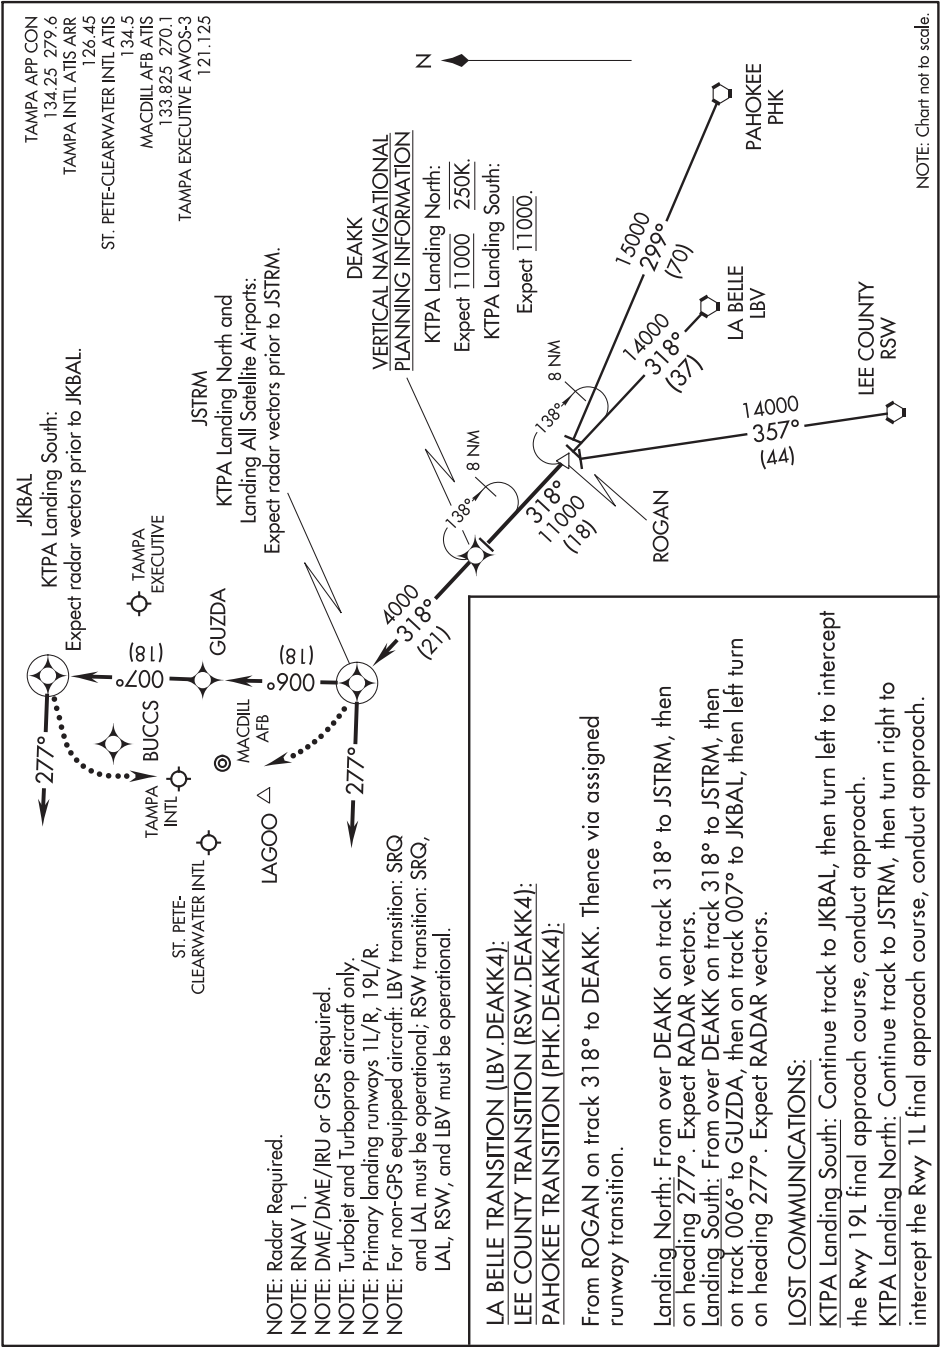 TAMPA APP CON
134.25 279.6
TAMPA INTL ATIS ARR
126.45
ST. PETE-CLEARWATER INTL ATIS
134.5
MACDILL AFB ATIS
133.825 270.1
TAMPA EXECUTIVE AWOS-3
121.125
JKBAL
KTPA Landing South:
Expect radar vectors prior to JKBAL.
JSTRM
KTPA Landing North and
Landing All Satellite Airports:
Expect radar vectors prior to JSTRM.
DEAKK
VERTICAL NAVIGATIONAL
PLANNING INFORMATION
KTPA Landing North:
Expect 11000 250K.
KTPA Landing South:
Expect 11000.
N
TAMPA
EXECUTIVE
277°
007°
(18)
BUCCS
GUZDA
TAMPA
INTL
MACDILL
AFB
006°
(18)
ST. PETE-
CLEARWATER INTL
LAGOO
277°
4000
318°
(21)
138°
8 NM
318°
11000
(18)
138°
8 NM
ROGAN
15000
299°
(70)
PAHOKEE
PHK
14000
318°
(37)
LA BELLE
LBV
14000
357°
(44)
LEE COUNTY
RSW
NOTE: Radar Required.
NOTE: RNAV 1.
NOTE: DME/DME/IRU or GPS Required.
NOTE: Turbojet and Turboprop aircraft only.
NOTE: Primary landing runways 1L/R, 19L/R.
NOTE: For non-GPS equipped aircraft: LBV transition: SRQ
and LAL must be operational; RSW transition: SRQ,
LAL, RSW, and LBV must be operational.
LA BELLE TRANSITION (LBV.DEAKK4):
LEE COUNTY TRANSITION (RSW.DEAKK4):
PAHOKEE TRANSITION (PHK.DEAKK4):
From ROGAN on track 318° to DEAKK. Thence via assigned
runway transition.
Landing North: From over DEAKK on track 318° to JSTRM, then
on heading 277°. Expect RADAR vectors.
Landing South: From over DEAKK on track 318° to JSTRM, then
on track 006° to GUZDA, then on track 007° to JKBAL, then left turn
on heading 277°. Expect RADAR vectors.
LOST COMMUNICATIONS:
KTPA Landing South: Continue track to JKBAL, then turn left to intercept
the Rwy 19L final approach course, conduct approach.
KTPA Landing North: Continue track to JSTRM, then turn right to
intercept the Rwy 1L final approach course, conduct approach.
NOTE: Chart not to scale.